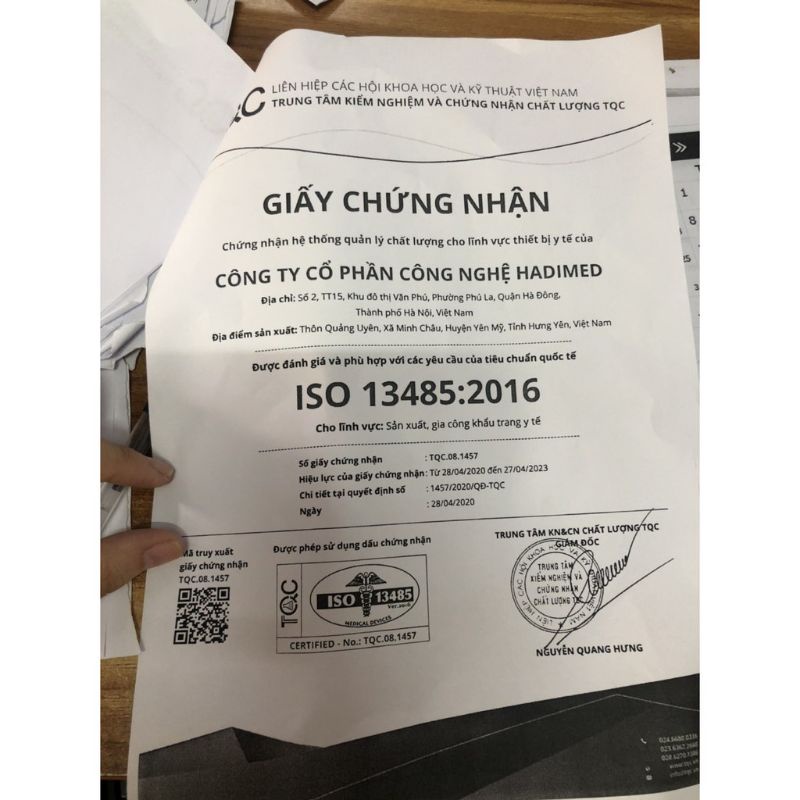 LIÊN HIỆP CÁC HỘI KHOA HỌC VÀ KỸ THUẬT VIỆT NAM
TRUNG TÂM KIỂM NGHIỆM VÀ CHỨNG NHẬN CHẤT LƯỢNG TQC
GIẤY CHỨNG NHẬN
Chứng nhận hệ thống quản lý chất lượng cho lĩnh vực thiết bị y tế của
CÔNG TY CỔ PHẦN CÔNG NGHỆ HADIMED
Địa chỉ: Số 2, TT15, Khu đô thị Văn Phú, Phường Phú La, Quận Hà Đông,
Thành phố Hà Nội, Việt Nam
Địa điểm sản xuất: Thôn Quảng Uyên, Xã Minh Châu, Huyện Yên Mỹ, Tỉnh Hưng Yên, Việt Nam
Được đánh giá và phù hợp với các yêu cầu của tiêu chuẩn quốc tế
ISO 13485:2016
Cho lĩnh vực: Sản xuất, gia công khẩu trang y tế
Số giấy chứng nhận : TQC.08.1457
Hiệu lực của giấy chứng nhận : Từ 28/04/2020 đến 27/04/2023
Chi tiết tại quyết định số : 1457/2020/QĐ-TQC
Ngày : 28/04/2020
Mã truy xuất
giấy chứng nhận
TQC.08.1457
Được phép sử dụng dấu chứng nhận
TQC
ISO 13485
MEDICAL DEVICES
CERTIFIED - No.: TQC.08.1457
TRUNG TÂM KN&CN CHẤT LƯỢNG TQC
GIÁM ĐỐC
TRUNG TÂM
KIỂM NGHIỆM VÀ
CHỨNG NHẬN
CHẤT LƯỢNG TQC
NGUYỄN QUANG HƯNG